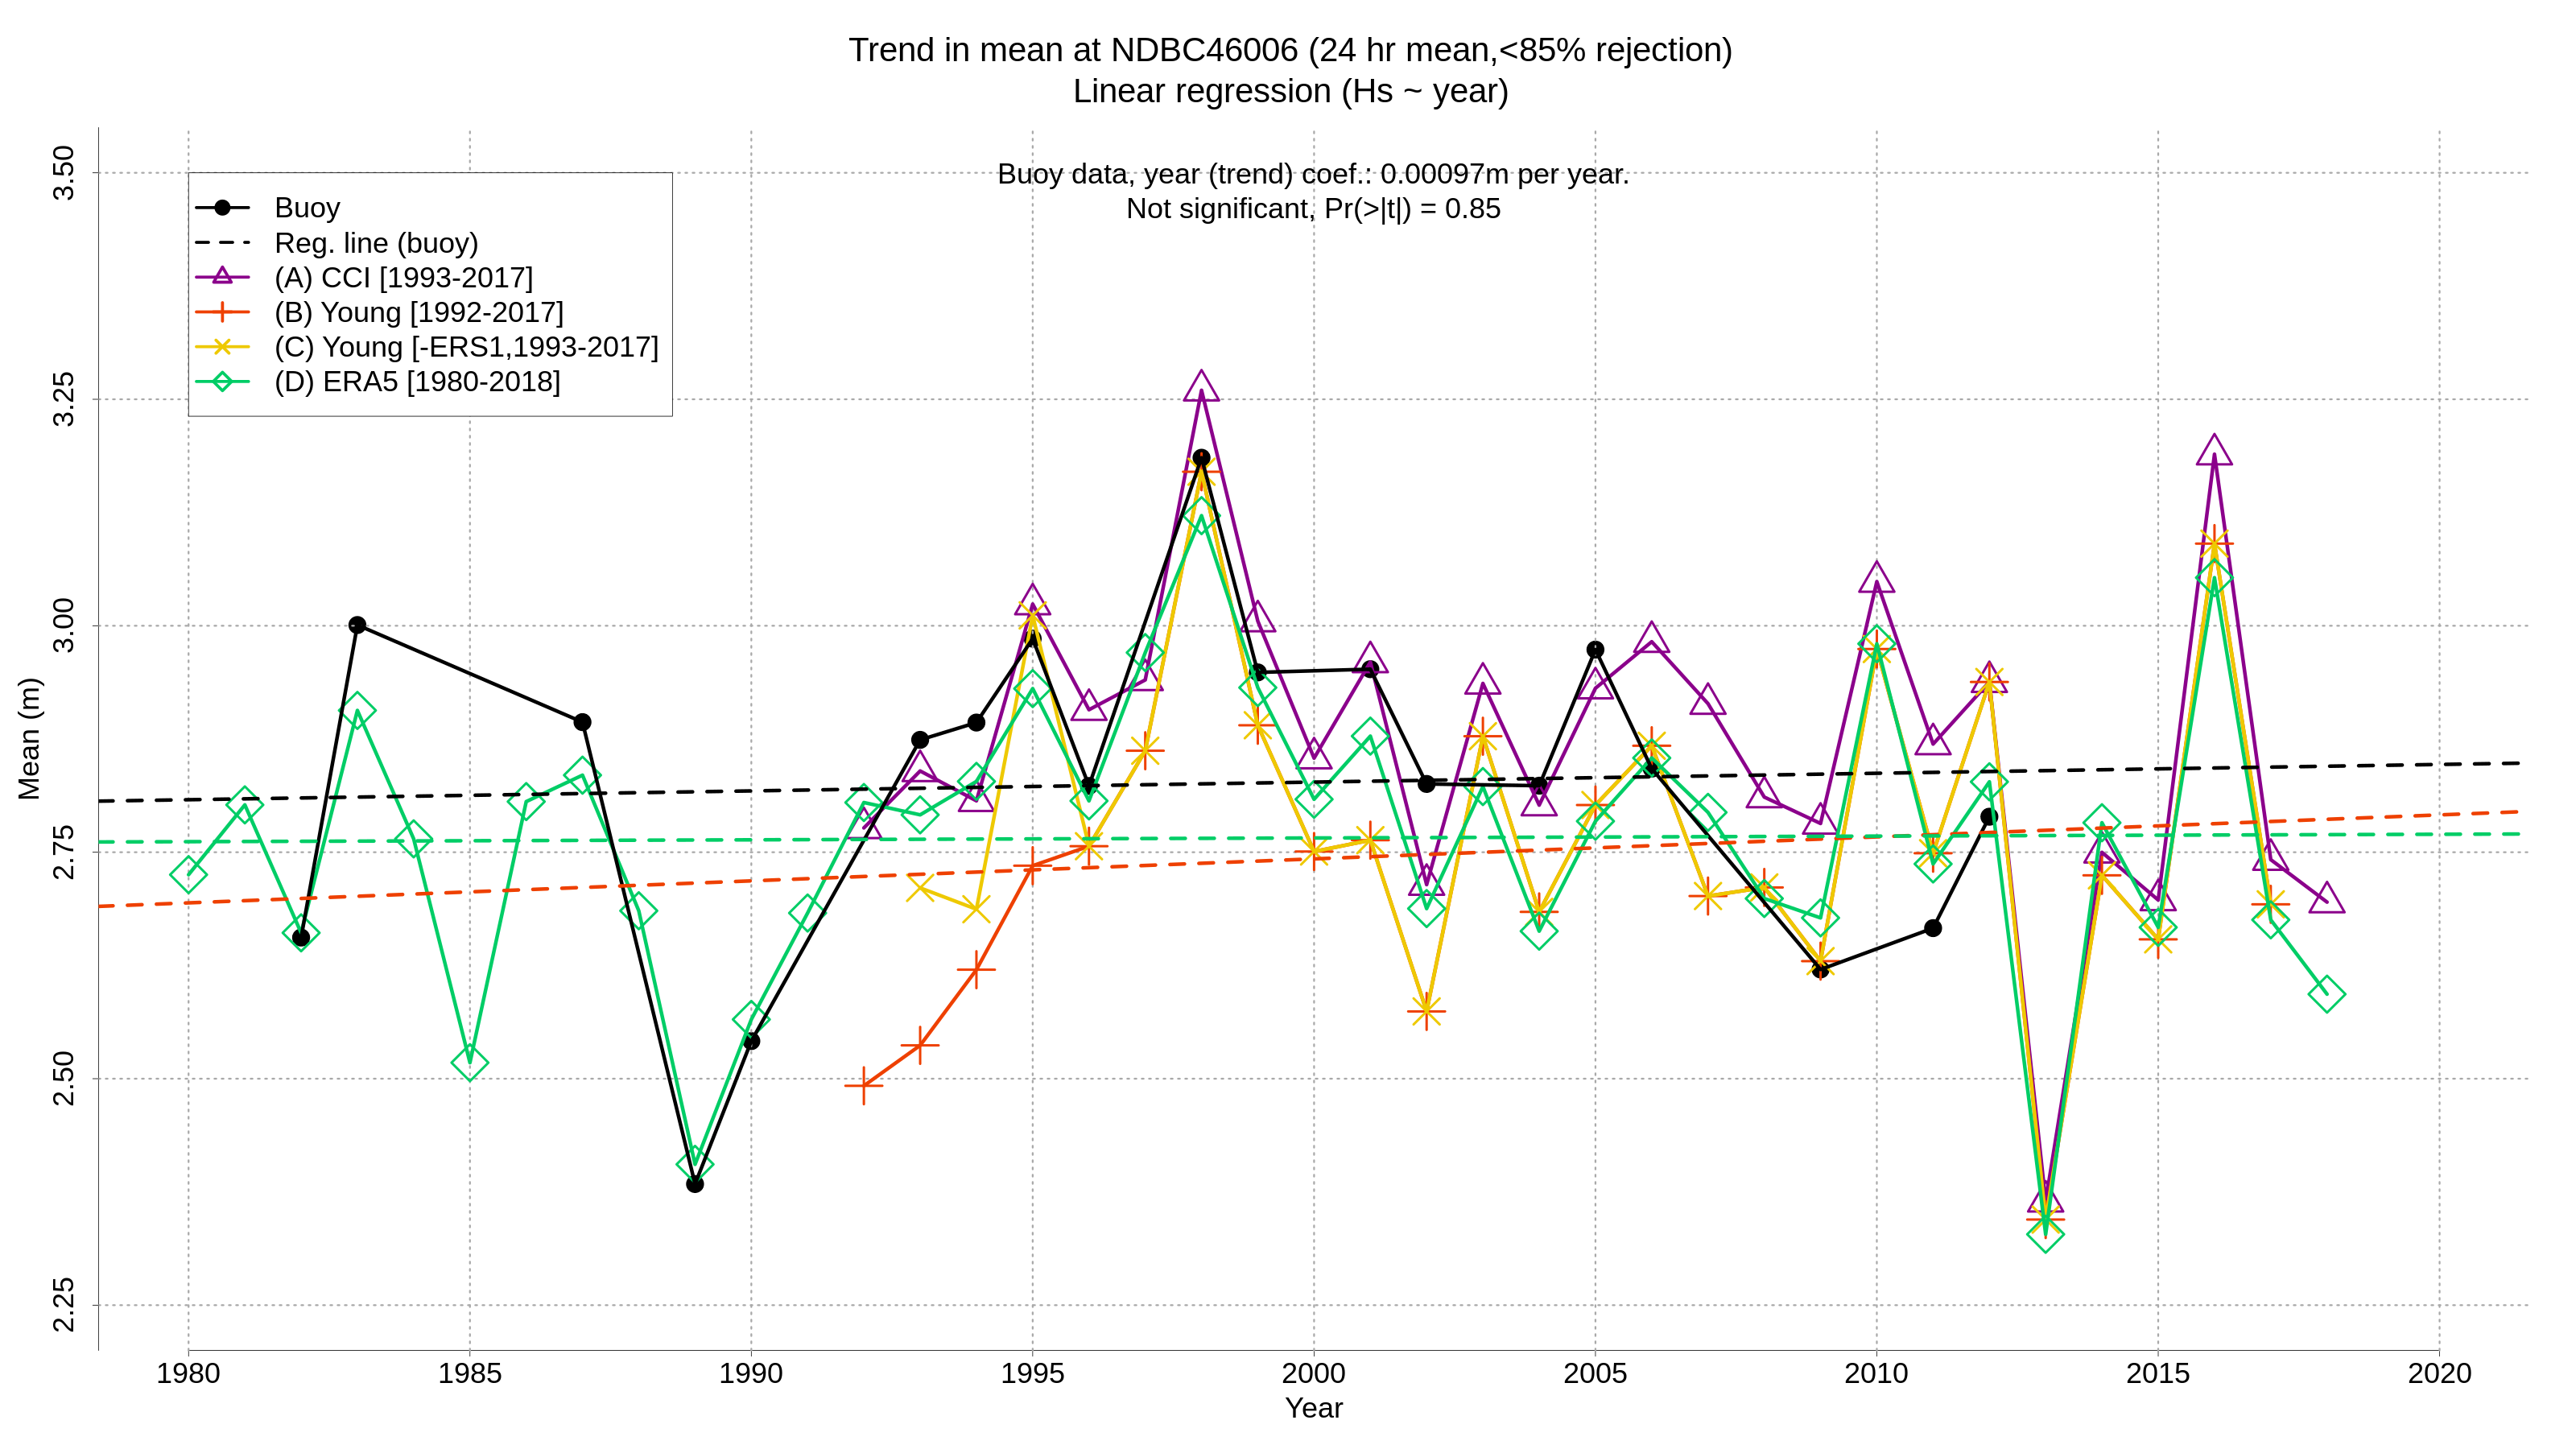 Trend in mean at NDBC46006 (24 hr mean,<85% rejection)
Linear regression (Hs ~ year)
Buoy data, year (trend) coef.: 0.00097m per year.
Not significant, Pr(>|t|) = 0.85
Buoy
Reg. line (buoy)
(A) CCI [1993-2017]
(B) Young [1992-2017]
(C) Young [-ERS1,1993-2017]
(D) ERA5 [1980-2018]
Mean (m)
3.50
3.25
3.00
2.75
2.50
2.25
1980 1985 1990 1995 2000 2005 2010 2015 2020
Year